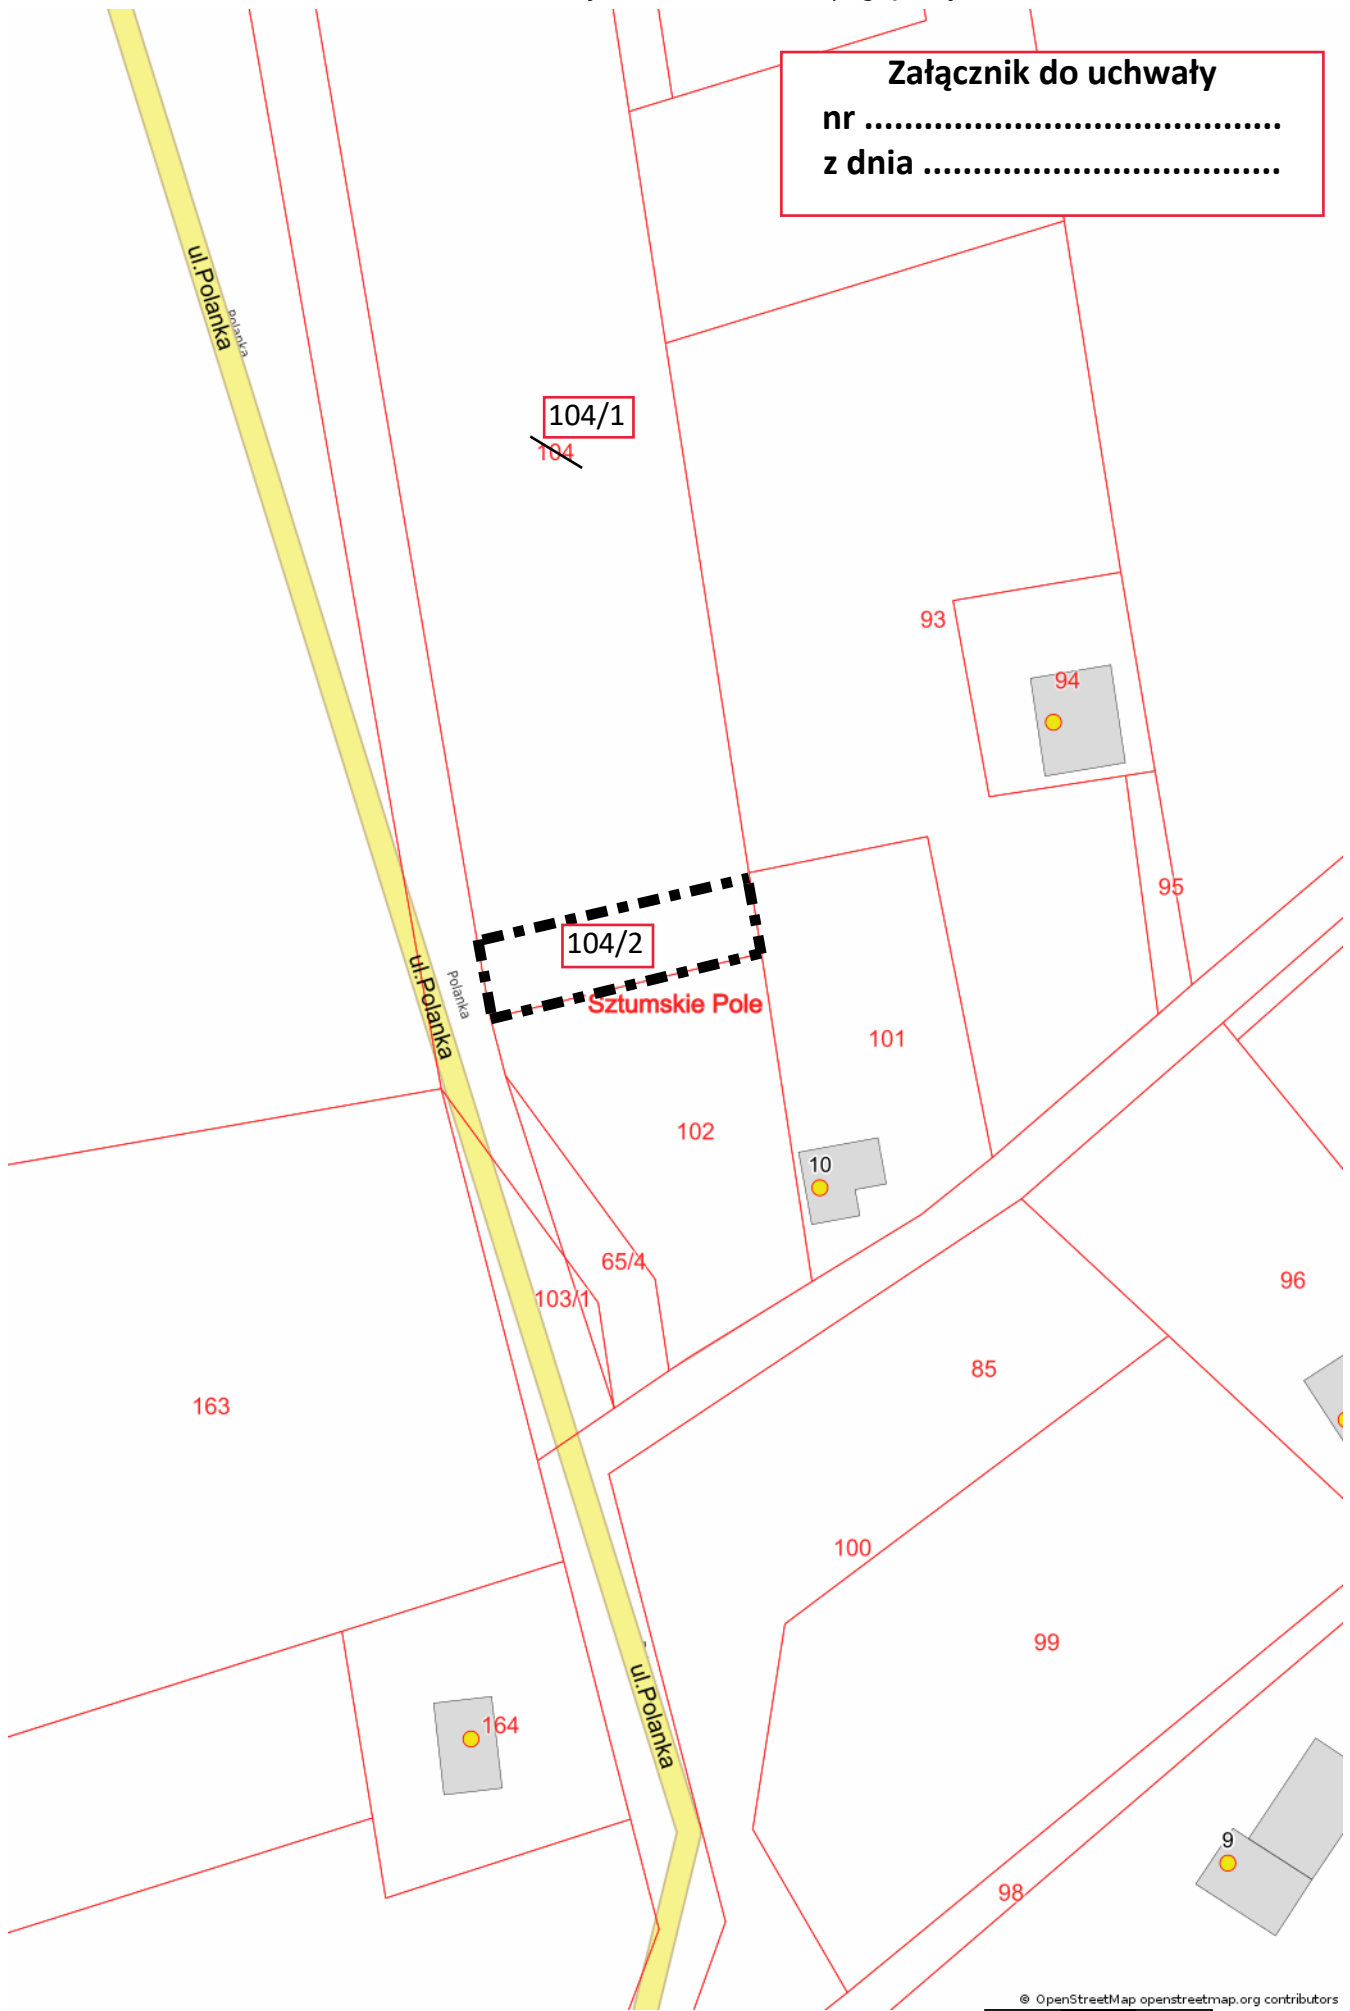 Załącznik do uchwały
nr ..........................................
z dnia ....................................
ul.Polanka
Polanka
104/1
104
93
94
95
104/2
ul.Polanka
Polanka
Sztumskie Pole
101
102
10
65/4
103/1
96
85
163
100
99
ul.Polanka
164
9
98
© OpenStreetMap openstreetmap.org contributors